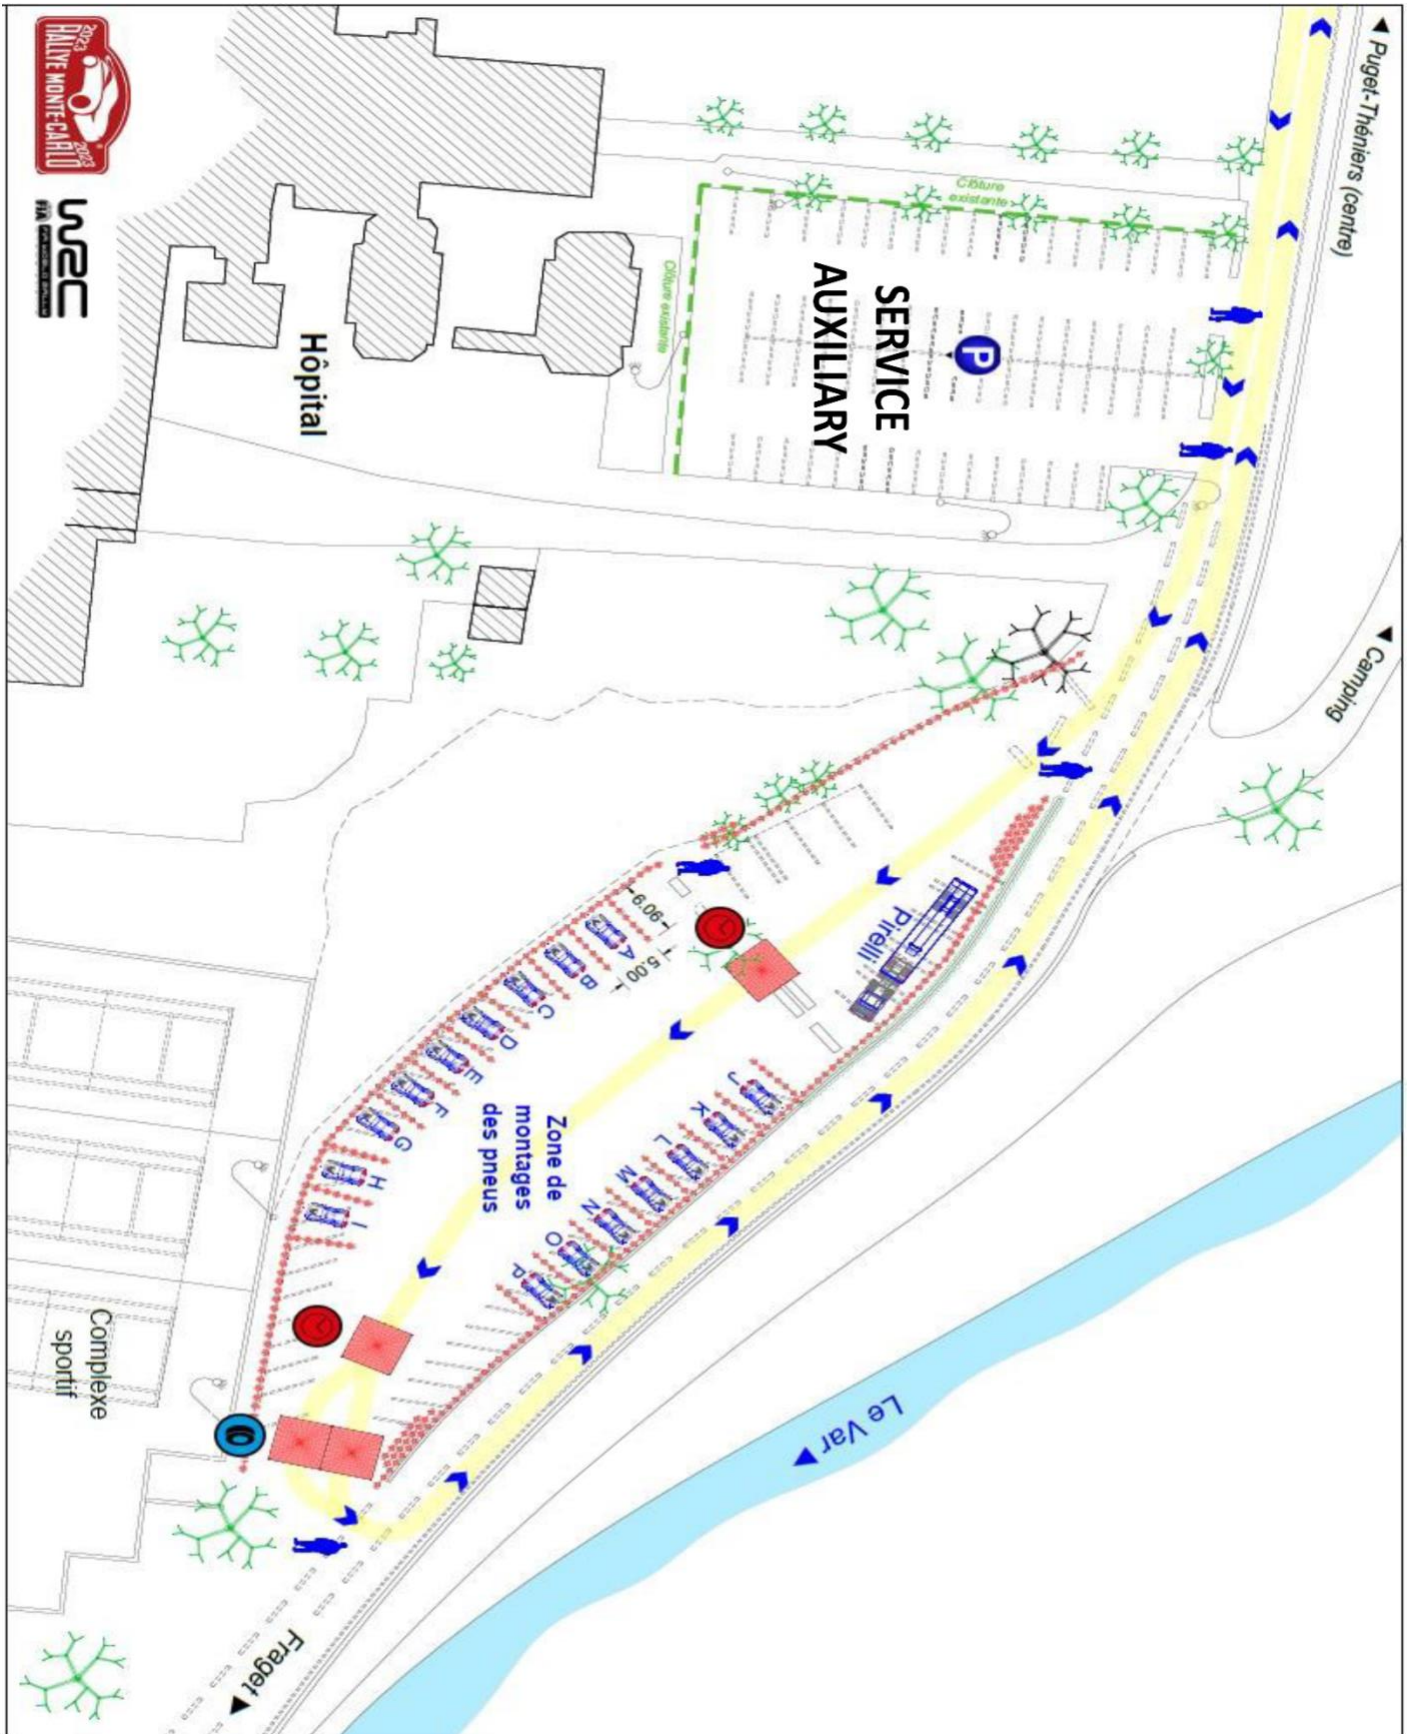 ◀ Puget-Théniers (centre)
◀ Camping
2023
RALLYE MONTE-CARLO
2023
WRC
FIA
Clôture
existante
Clôture existante
SERVICE
AUXILIARY
P
Hôpital
Pirelli
6.06
5.00
A
B
C
D
E
F
G
H
I
J
K
L
M
N
O
P
Zone de
montages
des pneus
Le Var
Complexe
sportif
Fraget ▶